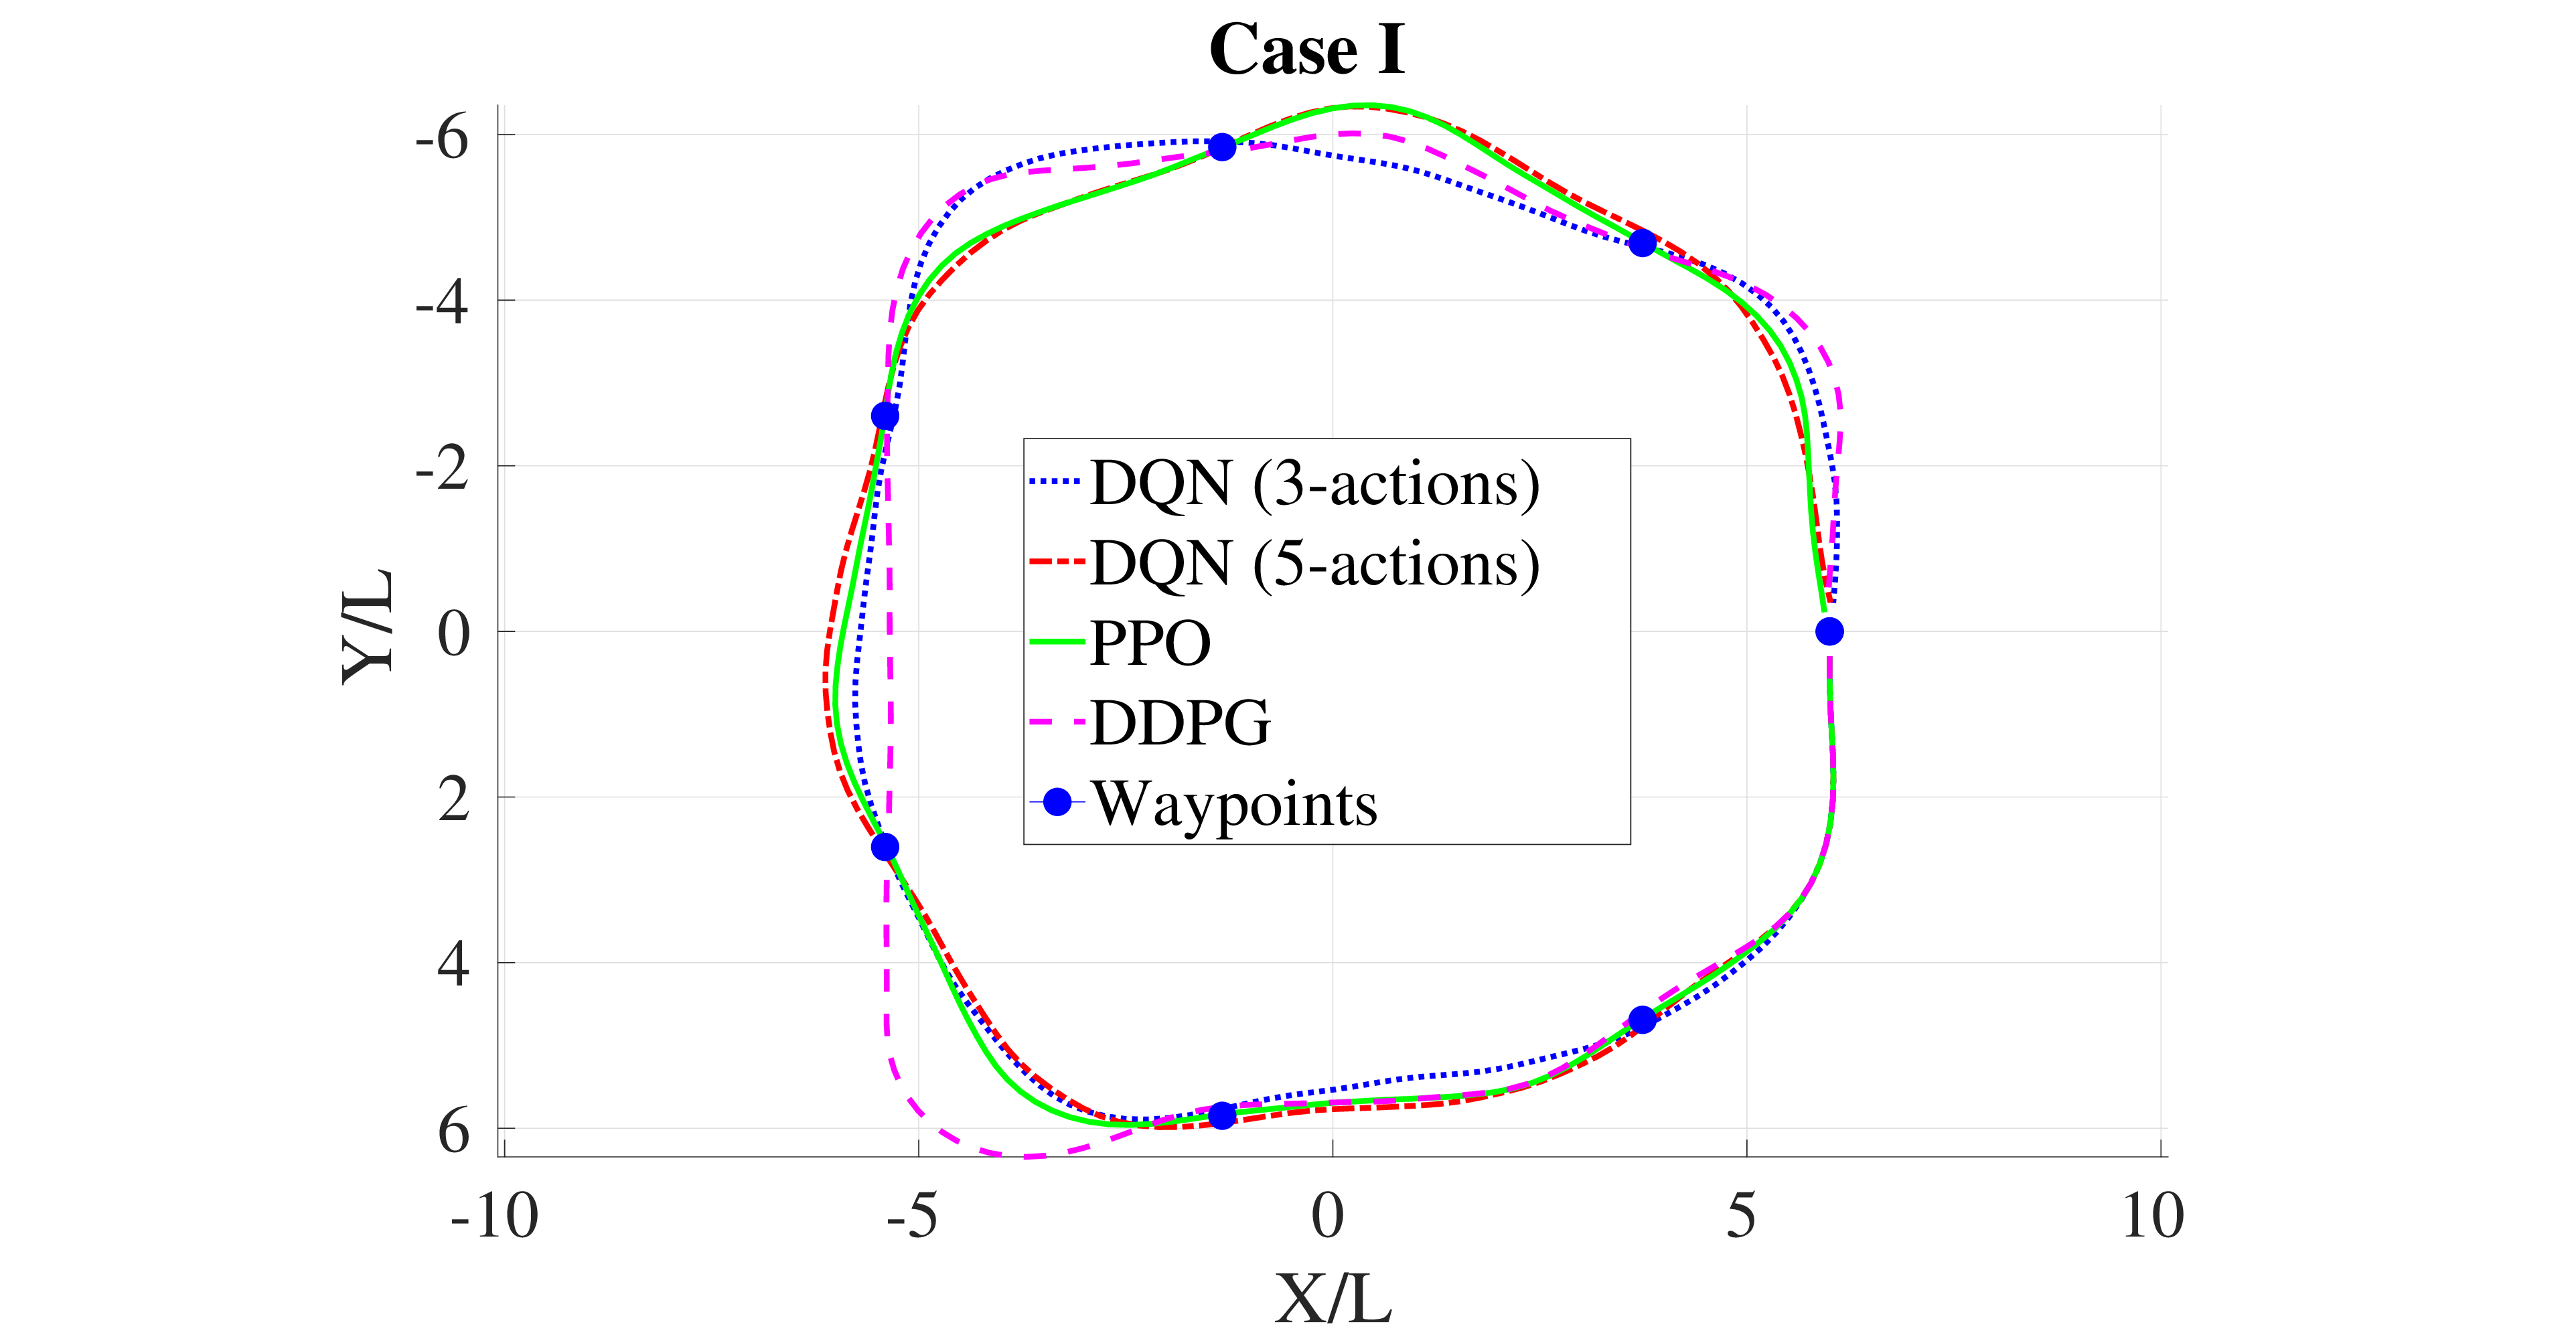 Case I
-6
-4
-2
0
2
4
6
Y/L
DQN (3-actions)
DQN (5-actions)
PPO
DDPG
Waypoints
-10 -5 0 5 10
X/L